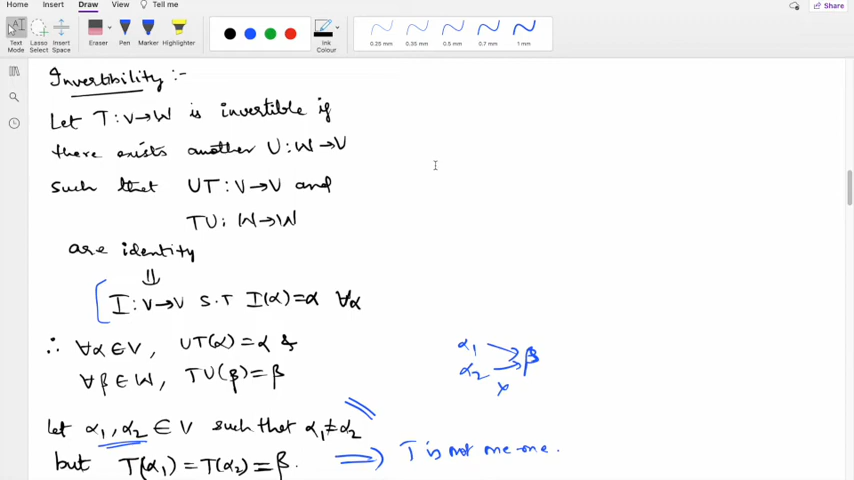 Home Insert Draw View Tell me
Share
Text Mode
Lasso Select
Insert Space
Eraser
Pen
Marker
Highlighter
Ink Colour
0.25 mm
0.35 mm
0.5 mm
0.7 mm
1 mm
Invertibility :-
Let T : V→W is invertible if
there exists another U : W→V
Such that UT : V→V and
TU : W→W
are identity
⇓
I : V→V S.T I(α)=α ∀α
∴ ∀α ∈ V, UT(α) = α &
∀β ∈ W, TU(β) = β
α₁ → β
α₂ → β
x
Let α₁, α₂ ∈ V such that α₁ ≠ α₂
but T(α₁) = T(α₂) = β. ⟹ T is not one-one.